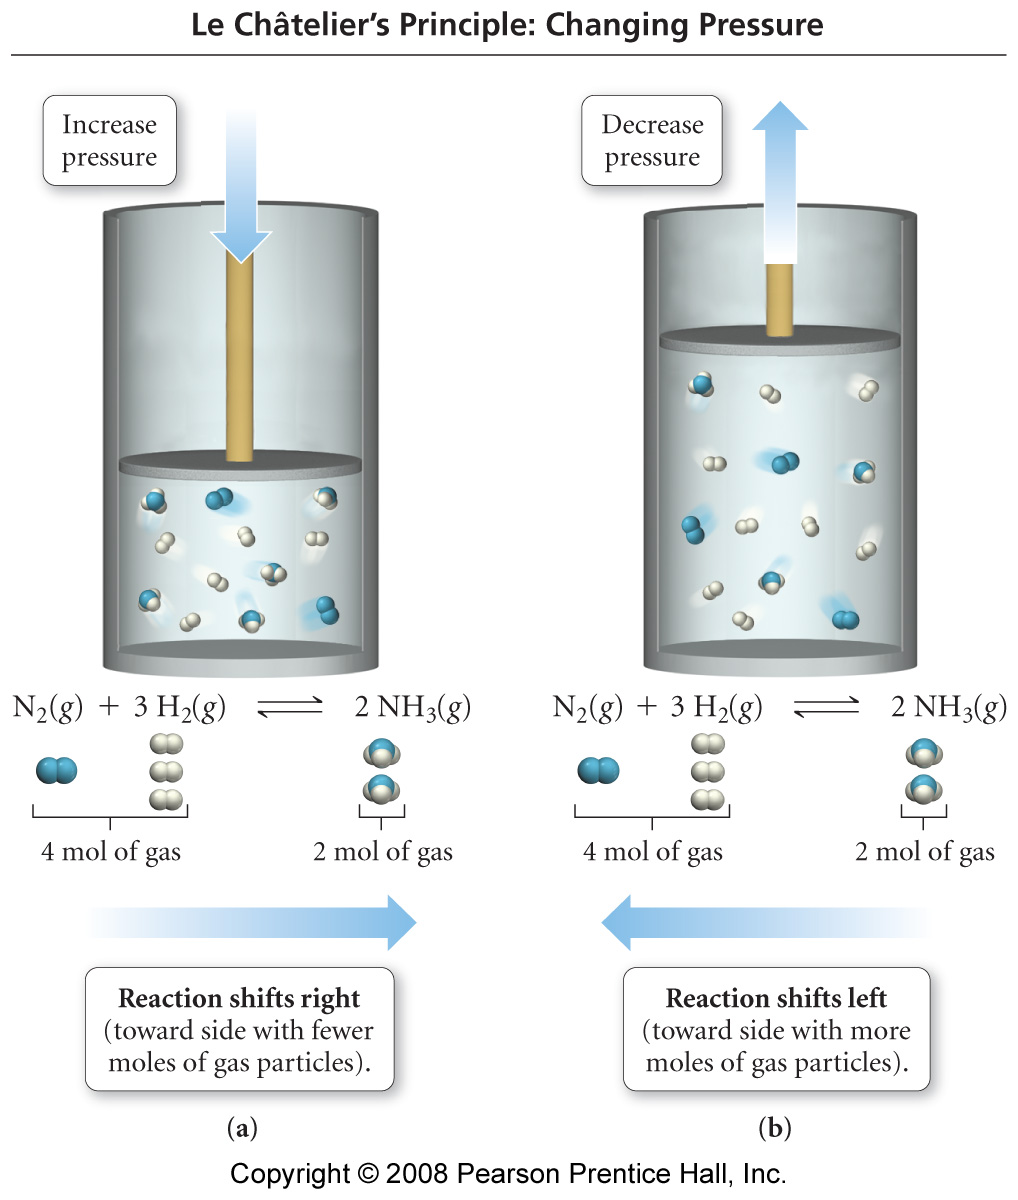 Le Châtelier's Principle: Changing Pressure
Increase
pressure
N₂(g) + 3 H₂(g) ⇌ 2 NH₃(g)
4 mol of gas
2 mol of gas
Reaction shifts right
(toward side with fewer
moles of gas particles).
(a)
Decrease
pressure
N₂(g) + 3 H₂(g) ⇌ 2 NH₃(g)
4 mol of gas
2 mol of gas
Reaction shifts left
(toward side with more
moles of gas particles).
(b)
Copyright © 2008 Pearson Prentice Hall, Inc.